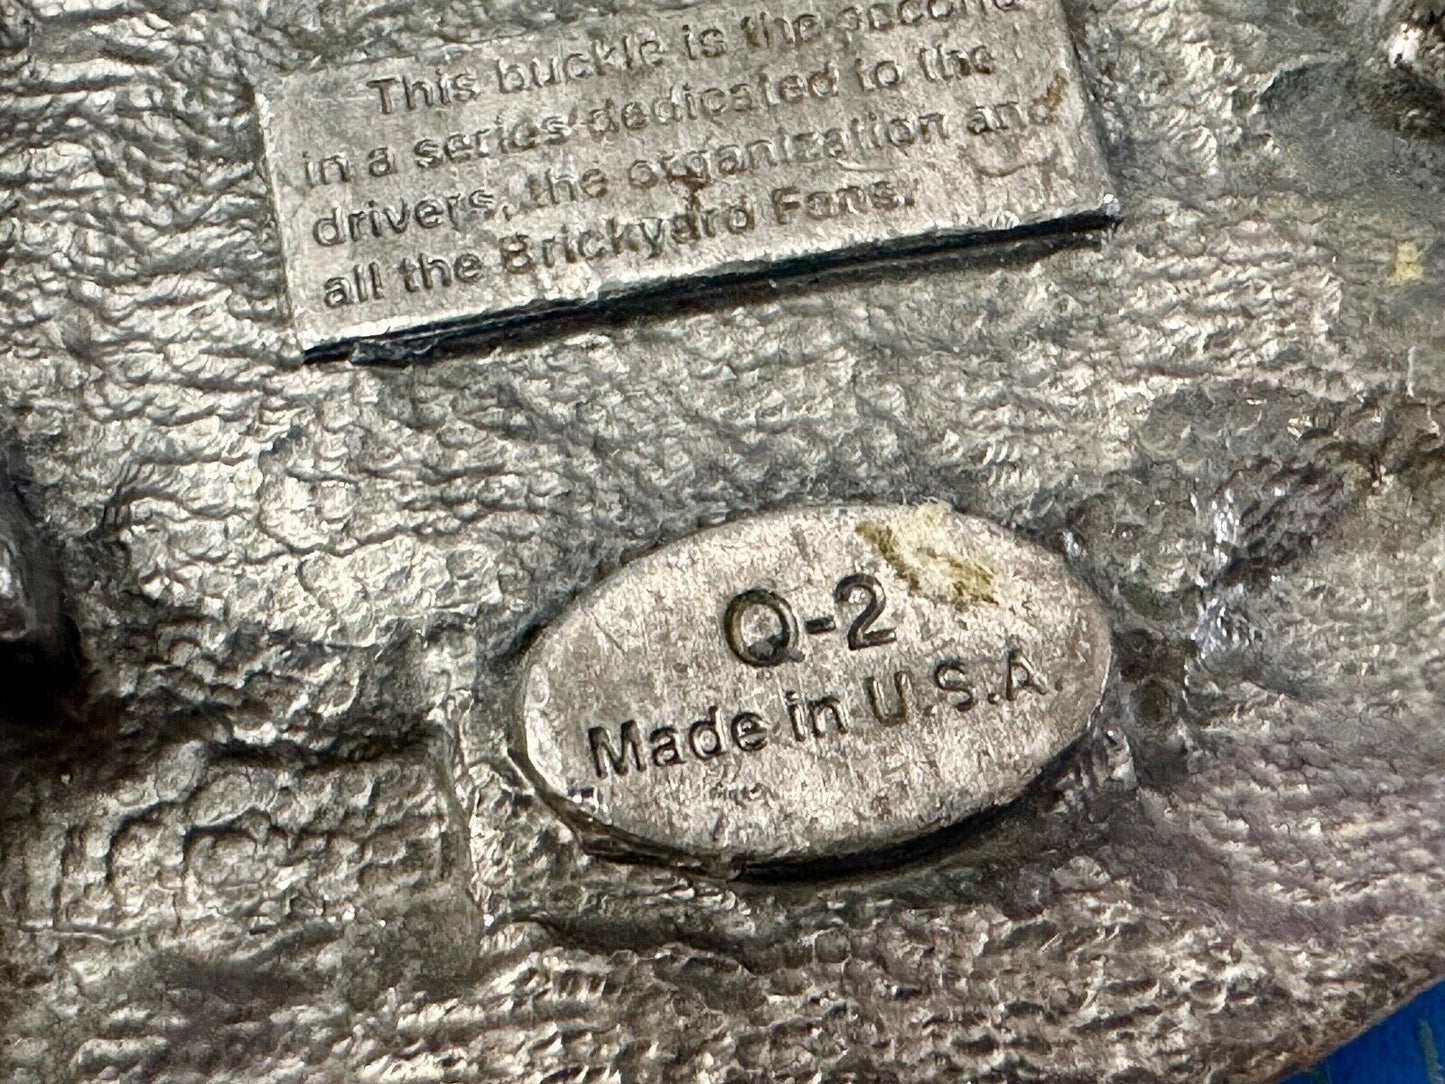 This buckle is the second
in a series dedicated to the
drivers, the organization and
all the Brickyard Fans.
Q-2
Made in U.S.A.